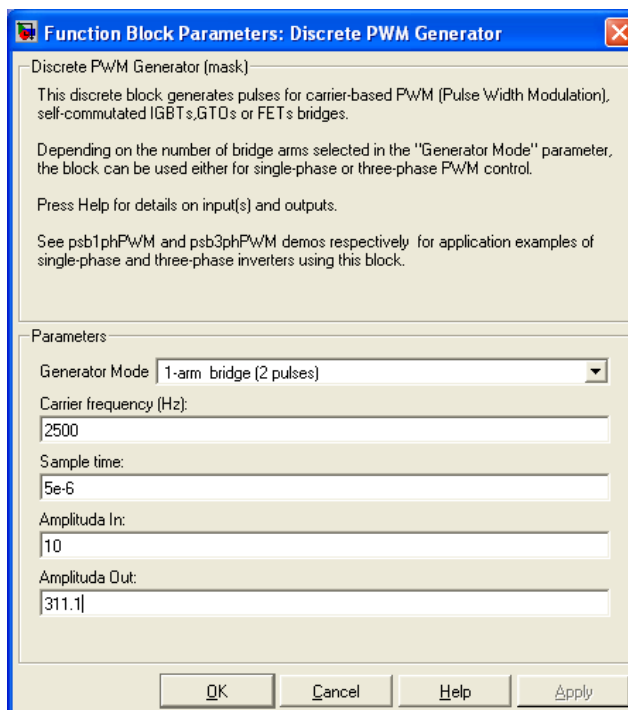 Function Block Parameters: Discrete PWM Generator
Discrete PWM Generator (mask)
This discrete block generates pulses for carrier-based PWM (Pulse Width Modulation),
self-commutated IGBTs,GTOs or FETs bridges.
Depending on the number of bridge arms selected in the "Generator Mode" parameter,
the block can be used either for single-phase or three-phase PWM control.
Press Help for details on input(s) and outputs.
See psb1phPWM and psb3phPWM demos respectively for application examples of
single-phase and three-phase inverters using this block.
Parameters
Generator Mode 1-arm bridge (2 pulses)
Carrier frequency (Hz):
2500
Sample time:
5e-6
Amplituda In:
10
Amplituda Out:
311.1
OK Cancel Help Apply